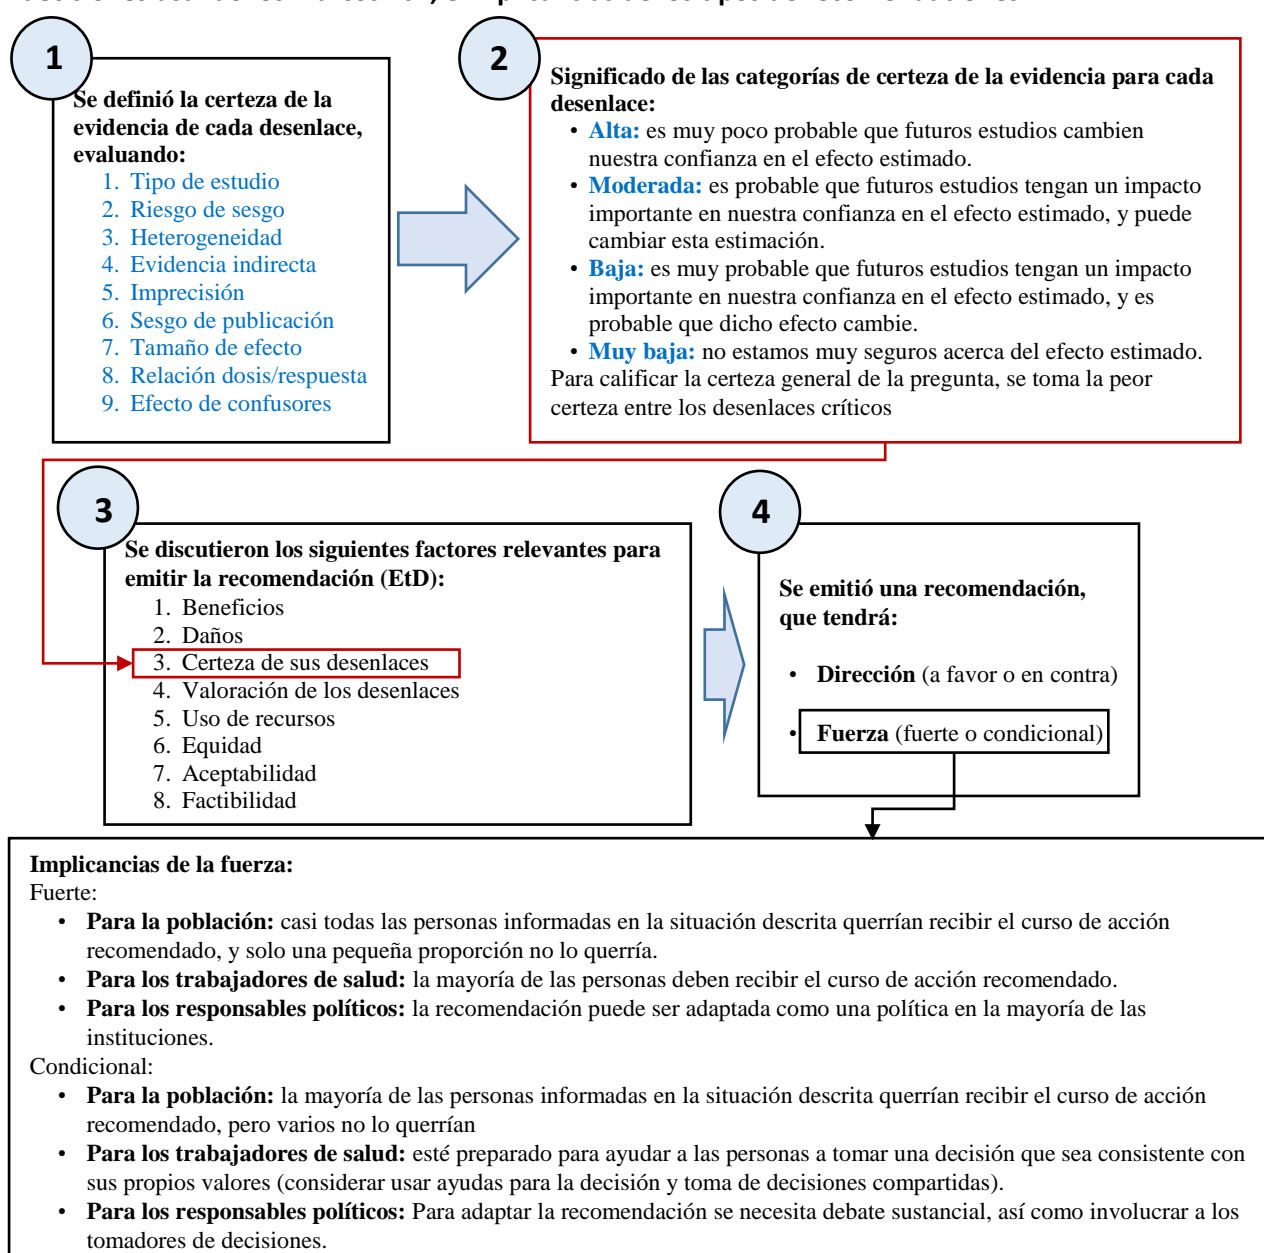 1
Se definió la certeza de la
evidencia de cada desenlace,
evaluando:
1. Tipo de estudio
2. Riesgo de sesgo
3. Heterogeneidad
4. Evidencia indirecta
5. Imprecisión
6. Sesgo de publicación
7. Tamaño de efecto
8. Relación dosis/respuesta
9. Efecto de confusores
2
Significado de las categorías de certeza de la evidencia para cada
desenlace:
• Alta: es muy poco probable que futuros estudios cambien
nuestra confianza en el efecto estimado.
• Moderada: es probable que futuros estudios tengan un impacto
importante en nuestra confianza en el efecto estimado, y puede
cambiar esta estimación.
• Baja: es muy probable que futuros estudios tengan un impacto
importante en nuestra confianza en el efecto estimado, y es
probable que dicho efecto cambie.
• Muy baja: no estamos muy seguros acerca del efecto estimado.
Para calificar la certeza general de la pregunta, se toma la peor
certeza entre los desenlaces críticos
3
Se discutieron los siguientes factores relevantes para
emitir la recomendación (EtD):
1. Beneficios
2. Daños
3. Certeza de sus desenlaces
4. Valoración de los desenlaces
5. Uso de recursos
6. Equidad
7. Aceptabilidad
8. Factibilidad
4
Se emitió una recomendación,
que tendrá:
• Dirección (a favor o en contra)
• Fuerza (fuerte o condicional)
Implicancias de la fuerza:
Fuerte:
• Para la población: casi todas las personas informadas en la situación descrita querrían recibir el curso de acción
recomendado, y solo una pequeña proporción no lo querría.
• Para los trabajadores de salud: la mayoría de las personas deben recibir el curso de acción recomendado.
• Para los responsables políticos: la recomendación puede ser adaptada como una política en la mayoría de las
instituciones.
Condicional:
• Para la población: la mayoría de las personas informadas en la situación descrita querrían recibir el curso de acción
recomendado, pero varios no lo querrían
• Para los trabajadores de salud: esté preparado para ayudar a las personas a tomar una decisión que sea consistente con
sus propios valores (considerar usar ayudas para la decisión y toma de decisiones compartidas).
• Para los responsables políticos: Para adaptar la recomendación se necesita debate sustancial, así como involucrar a los
tomadores de decisiones.